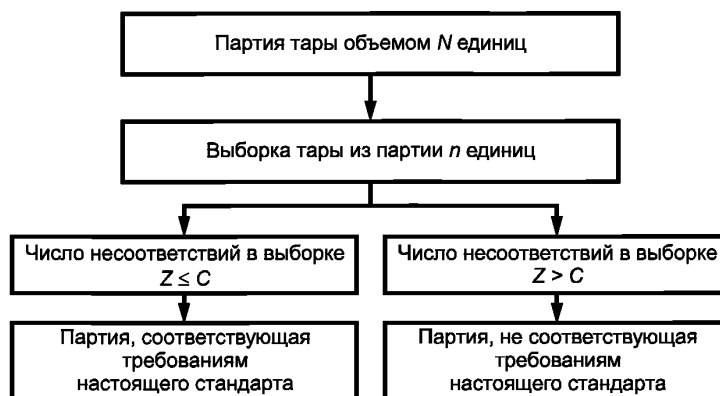 Партия тары объемом N единиц
Выборка тары из партии n единиц
Число несоответствий в выборке
Z ≤ C
Число несоответствий в выборке
Z > C
Партия, соответствующая
требованиям
настоящего стандарта
Партия, не соответствующая
требованиям
настоящего стандарта